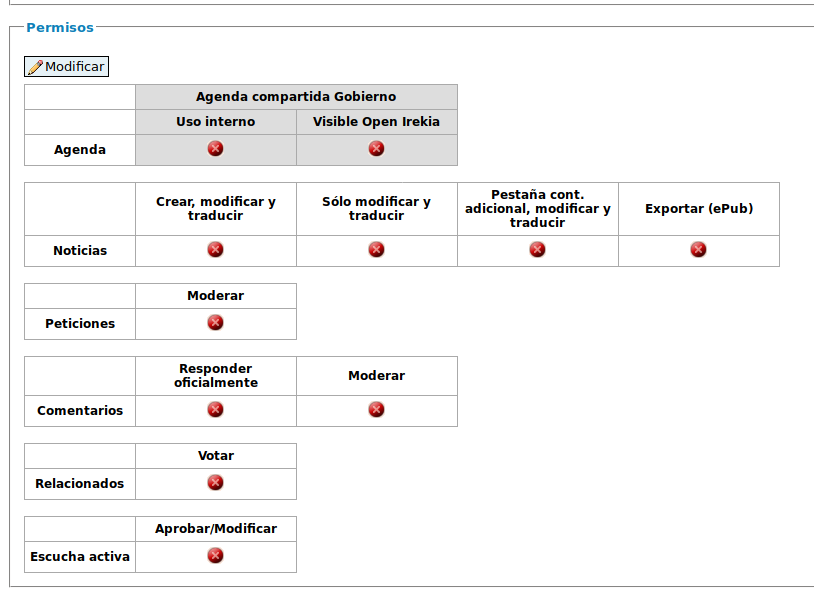 Permisos
Modificar
Agenda compartida Gobierno
Uso interno Visible Open Irekia
Agenda
Crear, modificar y
traducir
Sólo modificar y
traducir
Pestaña cont.
adicional, modificar y
traducir
Exportar (ePub)
Noticias
Moderar
Peticiones
Responder
oficialmente
Moderar
Comentarios
Votar
Relacionados
Aprobar/Modificar
Escucha activa